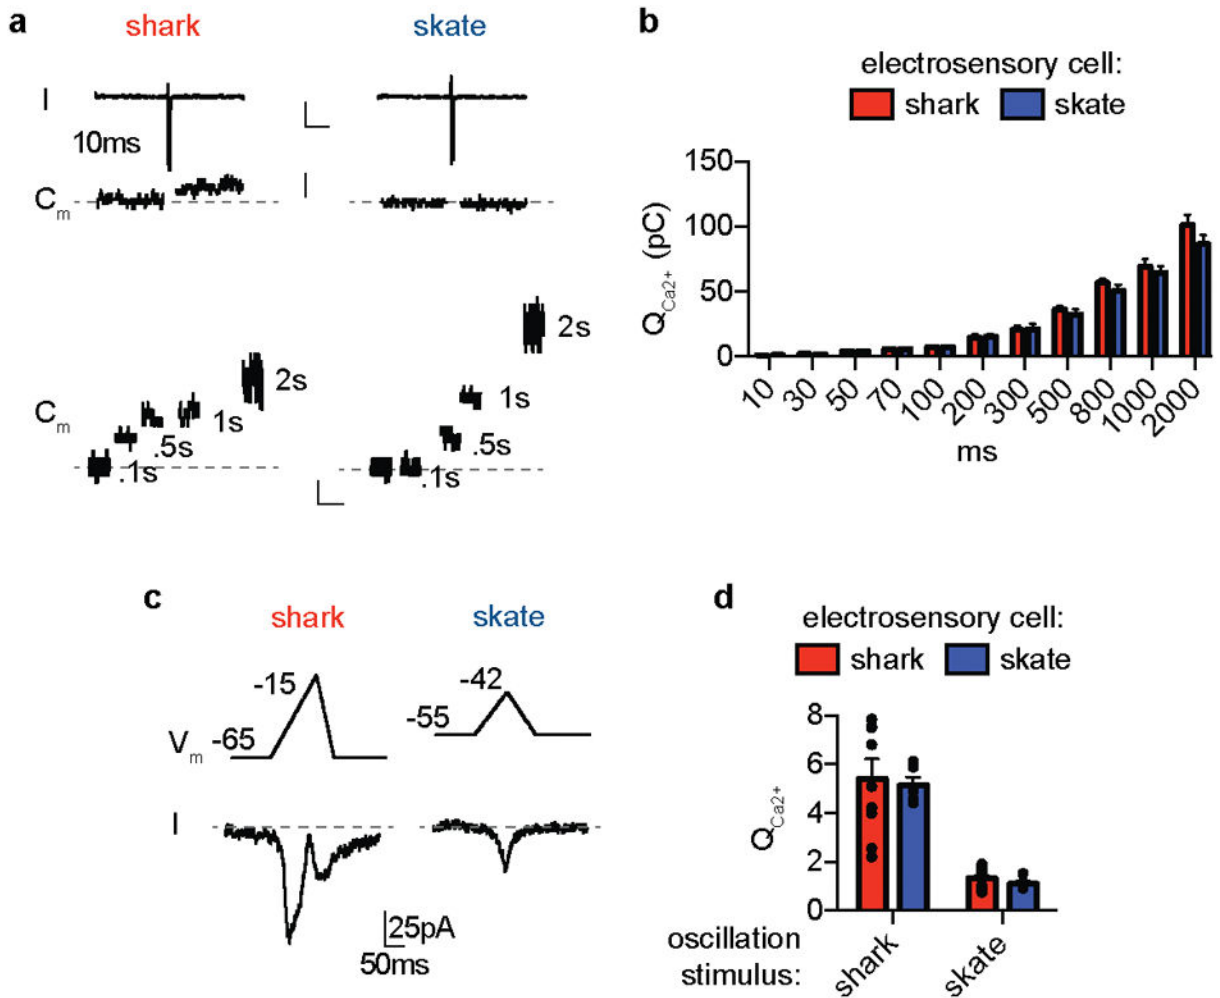 a
shark
skate
I
10ms
Cm
2s
2s
Cm
1s
1s
.5s
.5s
.1s
.1s
b
electrosensory cell:
shark
skate
150
100
50
0
QCa2+ (pC)
10
30
50
70
100
200
300
500
800
1000
2000
ms
c
shark
skate
-15
-42
-55
-65
Vm
I
25pA
50ms
d
electrosensory cell:
shark
skate
8
6
4
2
0
QCa2+
oscillation
stimulus:
shark
skate